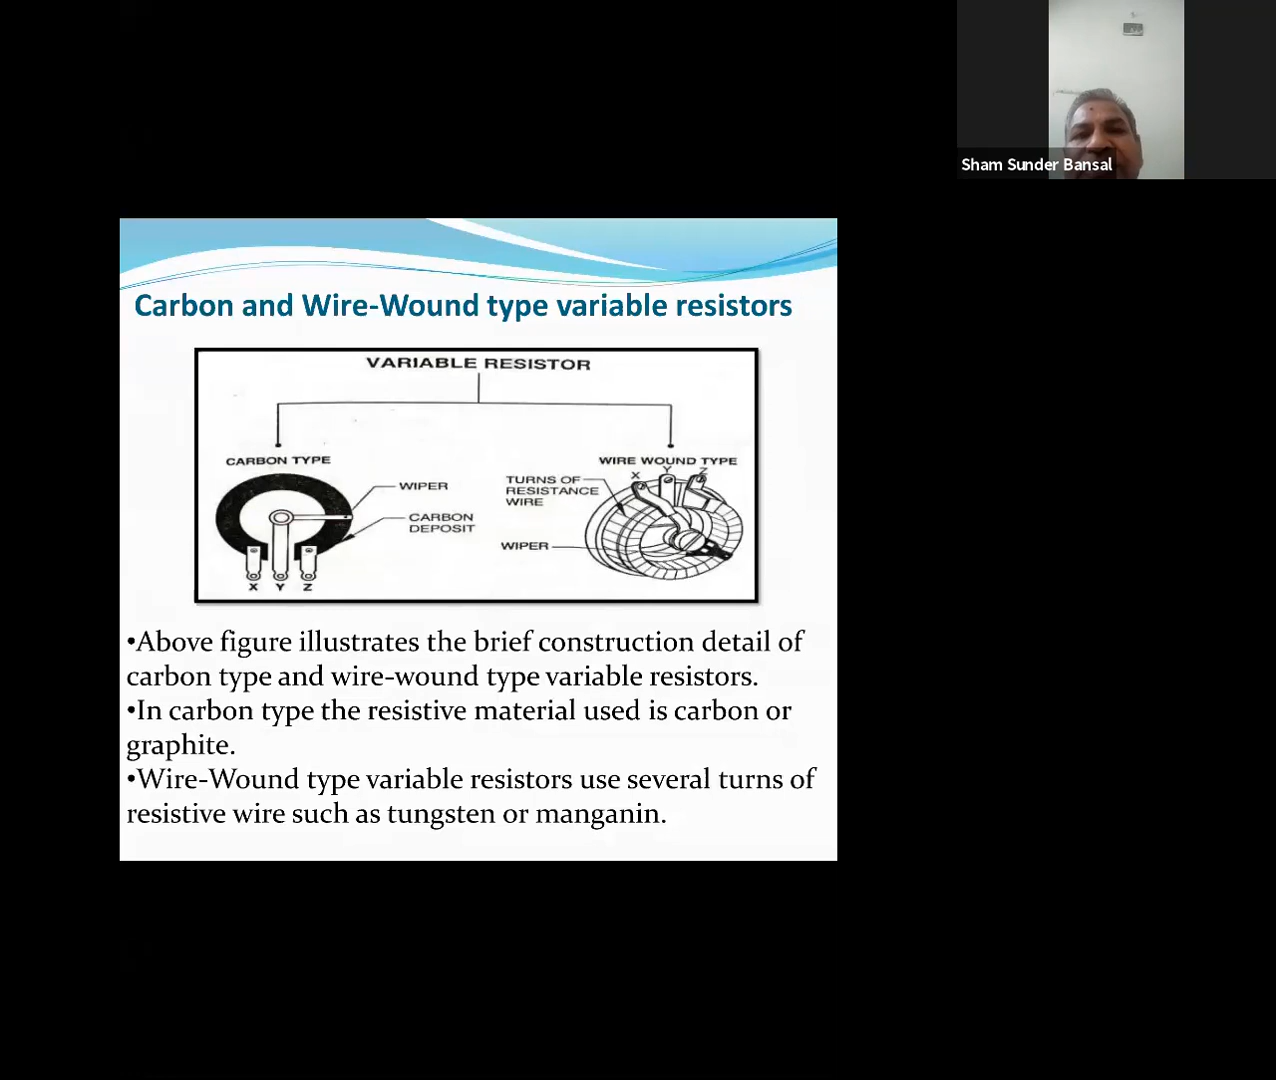 Sham Sunder Bansal
Carbon and Wire-Wound type variable resistors
VARIABLE RESISTOR
CARBON TYPE
WIPER
CARBON
DEPOSIT
X Y Z
WIRE WOUND TYPE
X Y Z
TURNS OF
RESISTANCE
WIRE
WIPER
•Above figure illustrates the brief construction detail of
carbon type and wire-wound type variable resistors.
•In carbon type the resistive material used is carbon or
graphite.
•Wire-Wound type variable resistors use several turns of
resistive wire such as tungsten or manganin.